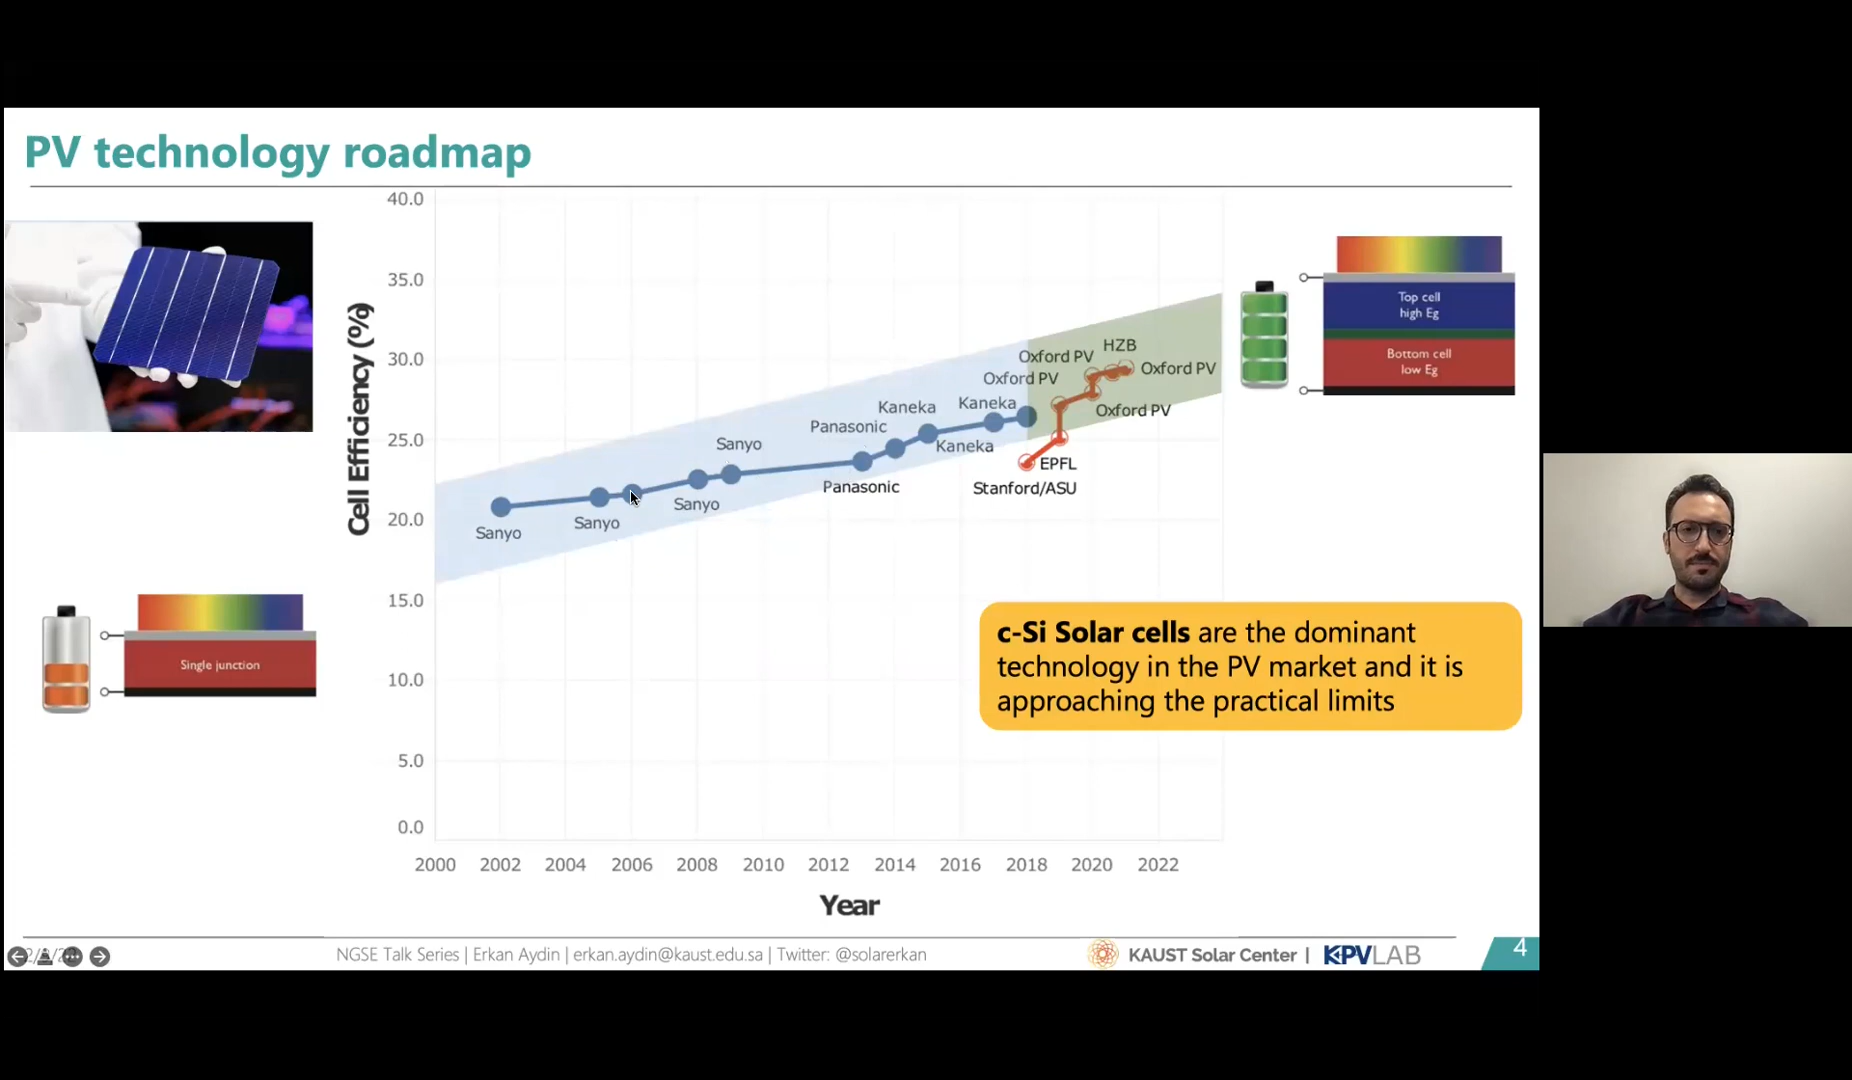 PV technology roadmap
40.0
35.0
30.0
25.0
20.0
15.0
10.0
5.0
0.0
Cell Efficiency (%)
2000 2002 2004 2006 2008 2010 2012 2014 2016 2018 2020 2022
Year
Sanyo
Sanyo
Sanyo
Sanyo
Panasonic
Panasonic
Kaneka
Kaneka
Kaneka
Oxford PV
HZB
Oxford PV
Oxford PV
Oxford PV
EPFL
Stanford/ASU
Single junction
Top cell
high Eg
Bottom cell
low Eg
c-Si Solar cells are the dominant
technology in the PV market and it is
approaching the practical limits
NGSE Talk Series | Erkan Aydin | erkan.aydin@kaust.edu.sa | Twitter: @solarerkan
KAUST Solar Center | KPVLAB
4